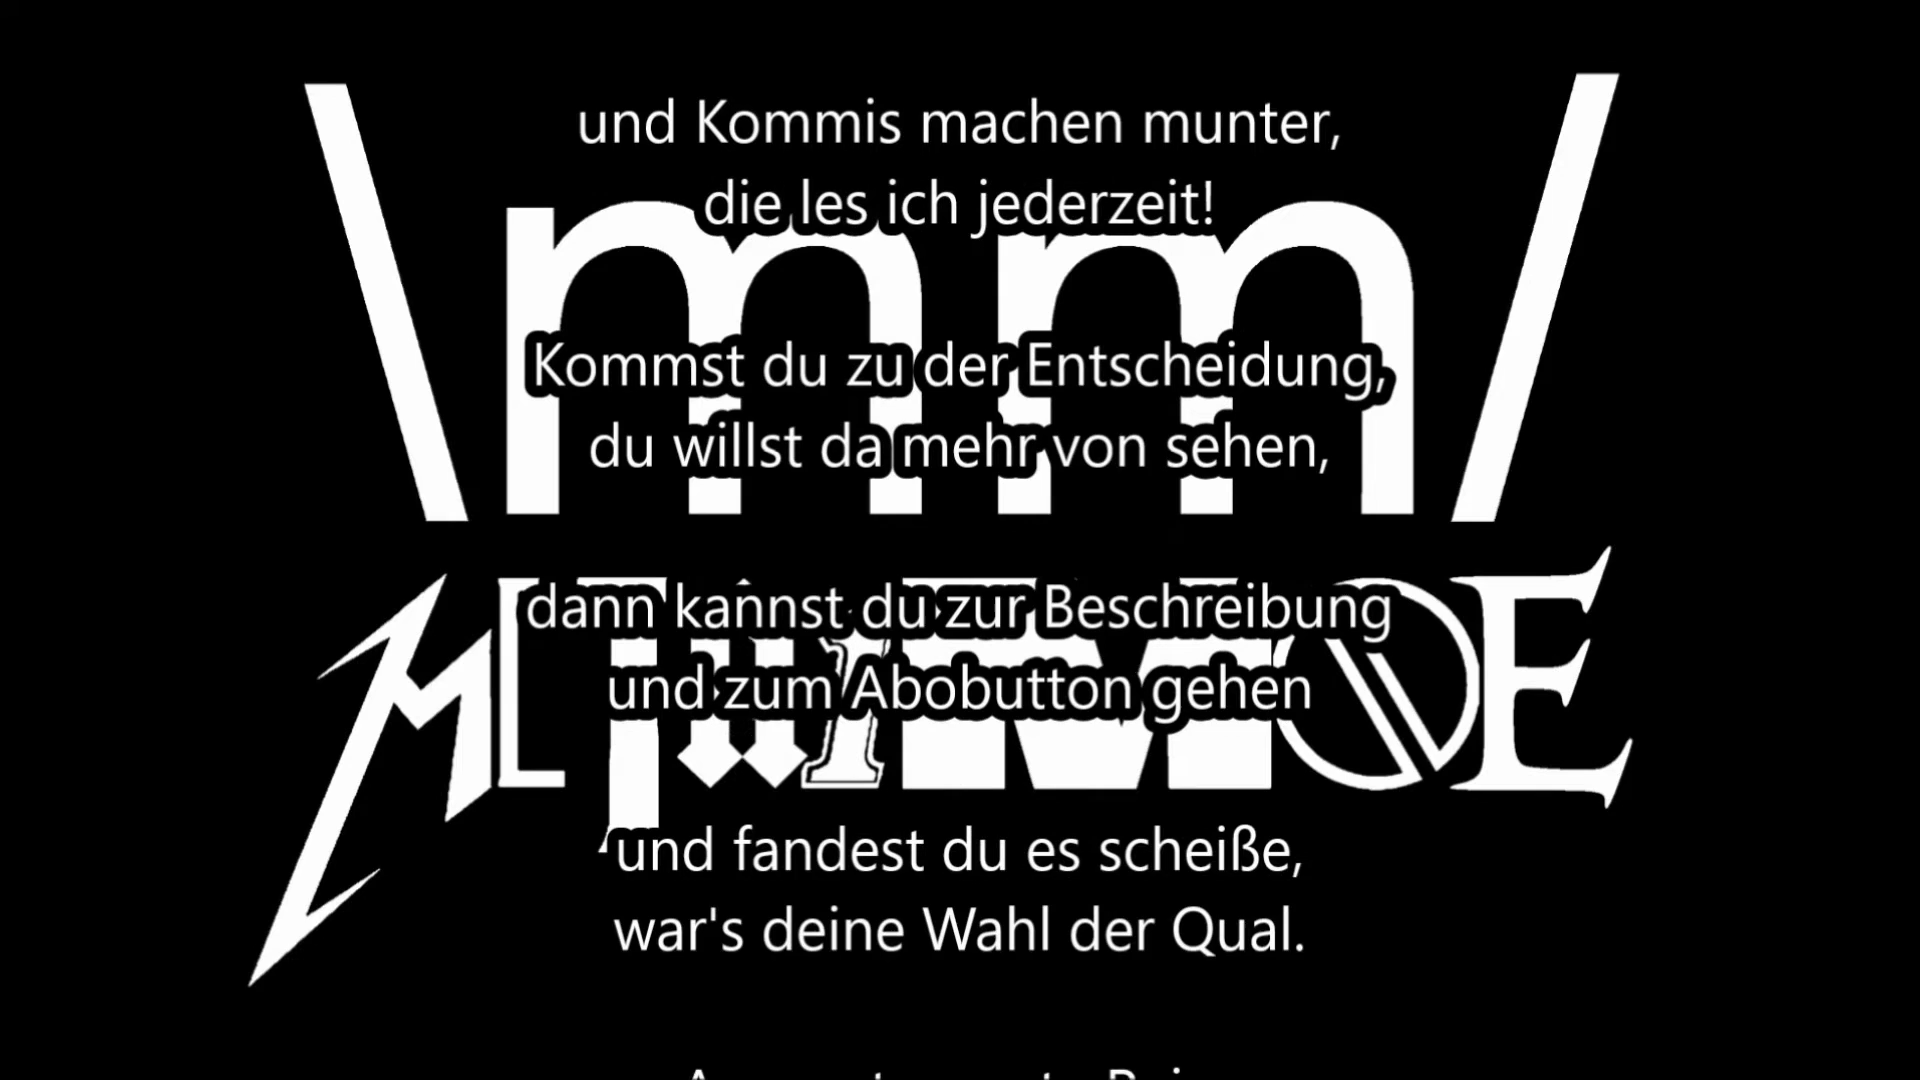 und Kommis machen munter,
die les ich jederzeit!
\mm/
Kommst du zu der Entscheidung,
du willst da mehr von sehen,
dann kannst du zur Beschreibung
und zum Abobutton gehen
und fandest du es scheiße,
war's deine Wahl der Qual.